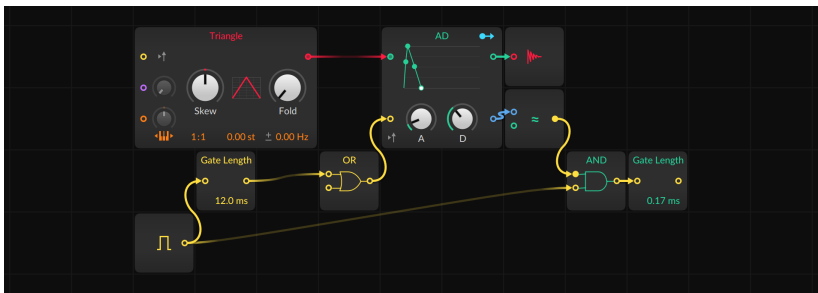 Triangle
AD
Skew
Fold
1:1
0.00 st
± 0.00 Hz
A
D
Gate Length
12.0 ms
OR
AND
Gate Length
0.17 ms